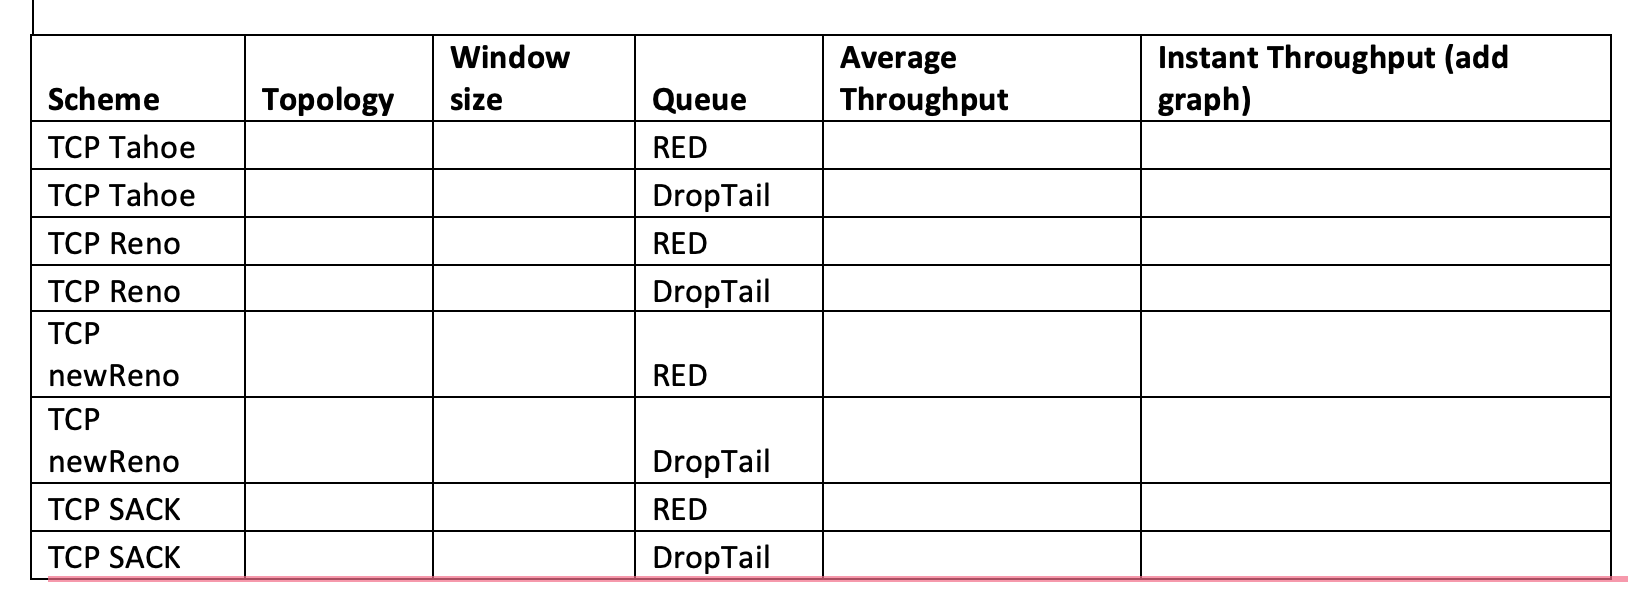 Scheme Topology Window size Queue Average Throughput Instant Throughput (add graph)
TCP Tahoe RED
TCP Tahoe DropTail
TCP Reno RED
TCP Reno DropTail
TCP
newReno RED
TCP
newReno DropTail
TCP SACK RED
TCP SACK DropTail